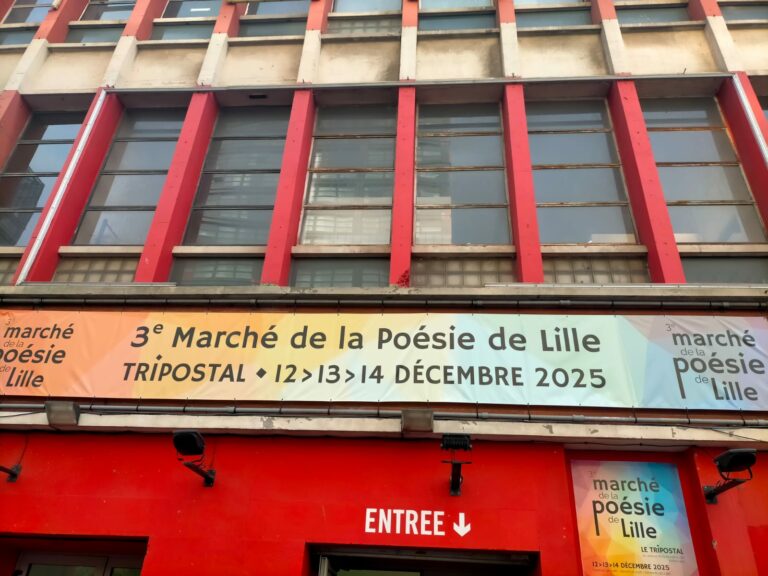 3e
marché
de la
poésie
de
Lille
3e Marché de la Poésie de Lille
TRIPOSTAL ◆ 12>13>14 DÉCEMBRE 2025
3e
marché
de la
poésie
de
Lille
ENTREE ↓
3e
marché
de la
poésie
de
Lille
LE TRIPOSTAL
12>13>14 DÉCEMBRE 2025